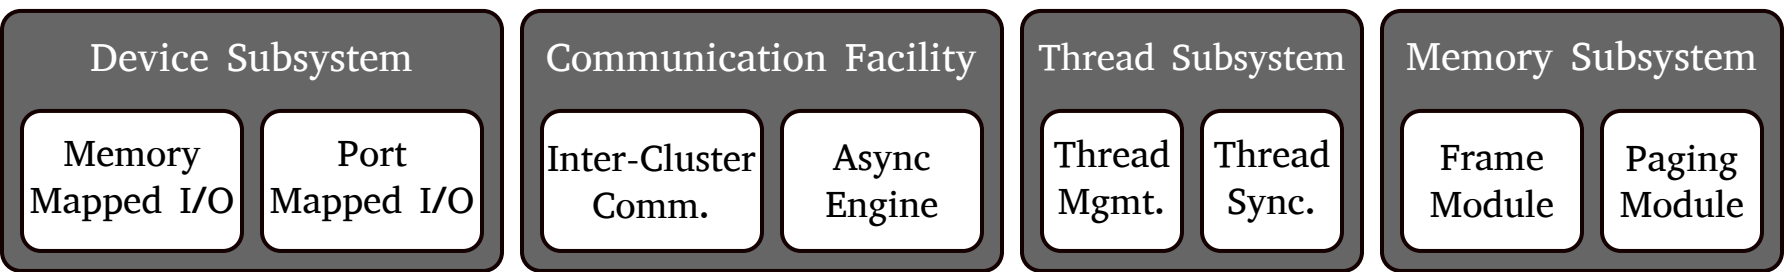 Device Subsystem
Memory
Mapped I/O
Port
Mapped I/O
Communication Facility
Inter-Cluster
Comm.
Async
Engine
Thread Subsystem
Thread
Mgmt.
Thread
Sync.
Memory Subsystem
Frame
Module
Paging
Module